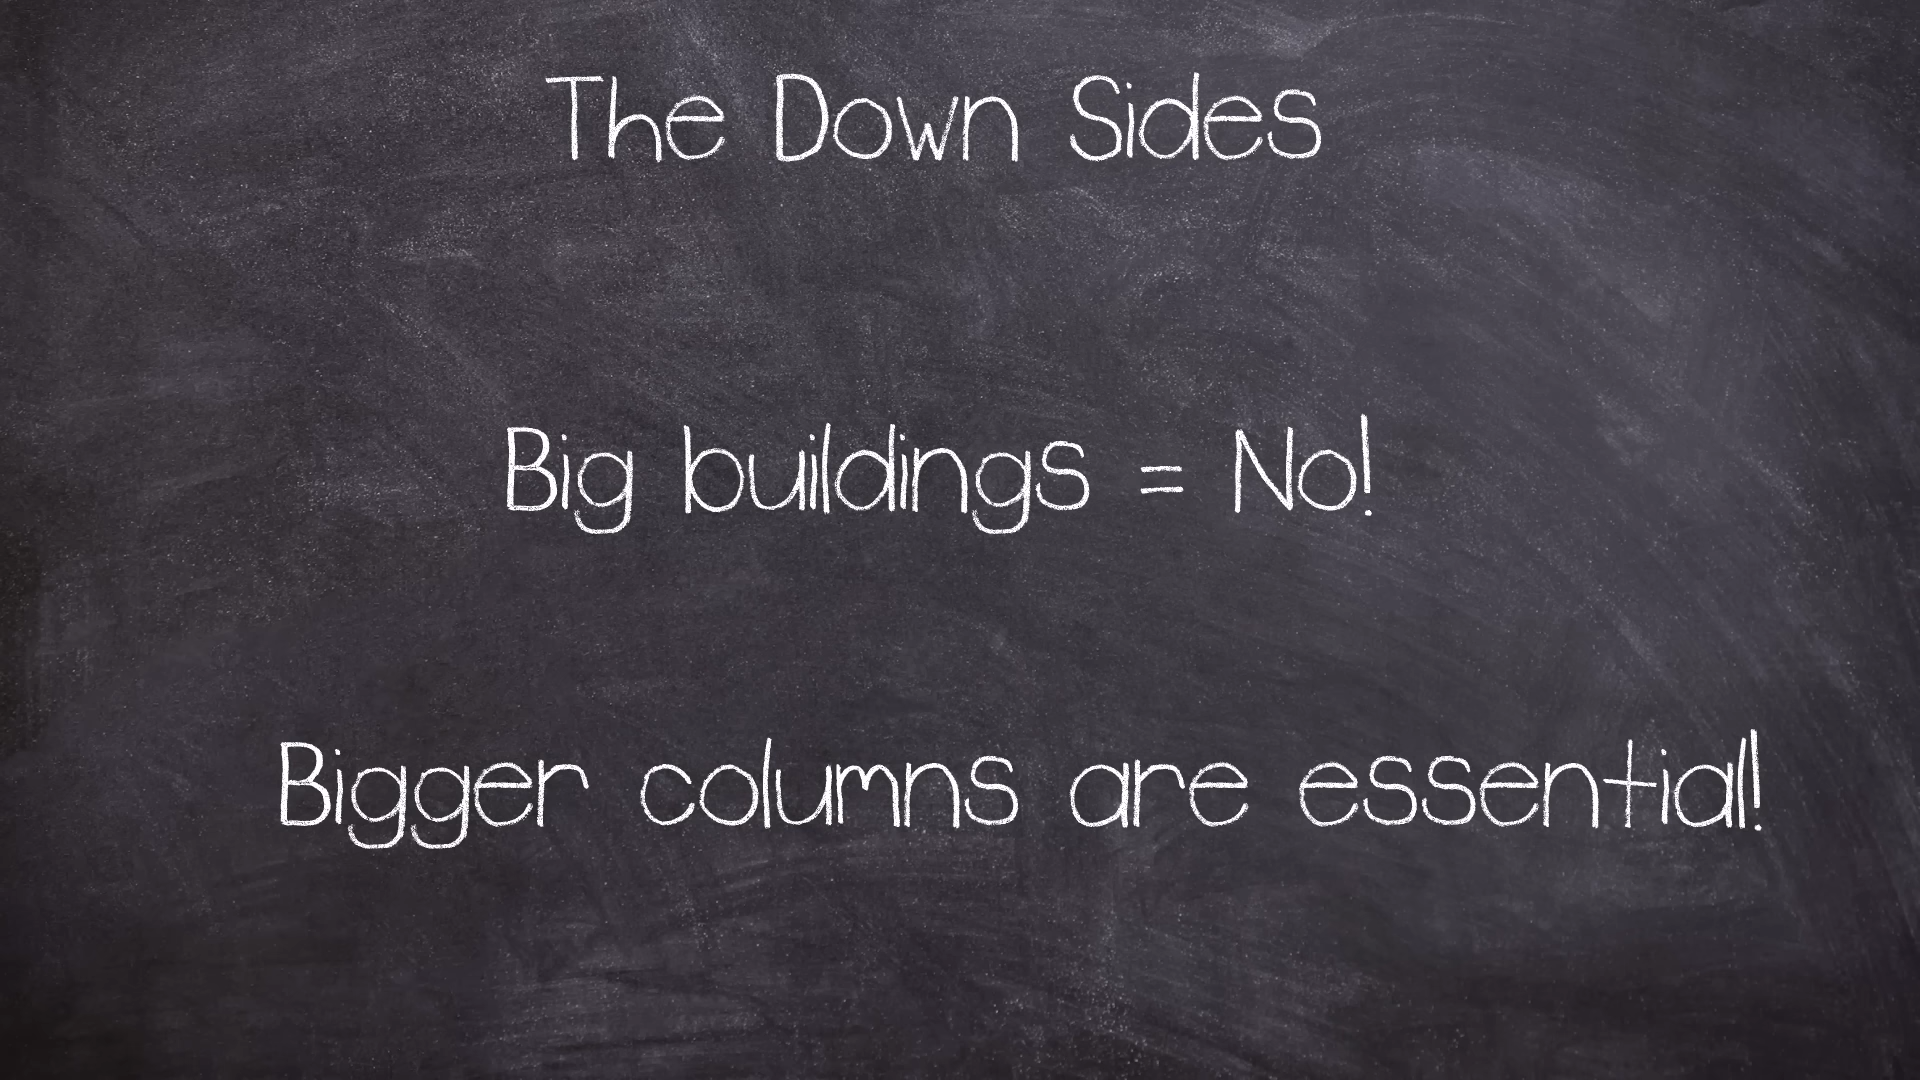 The Down Sides
Big buildings = No!
Bigger columns are essential!